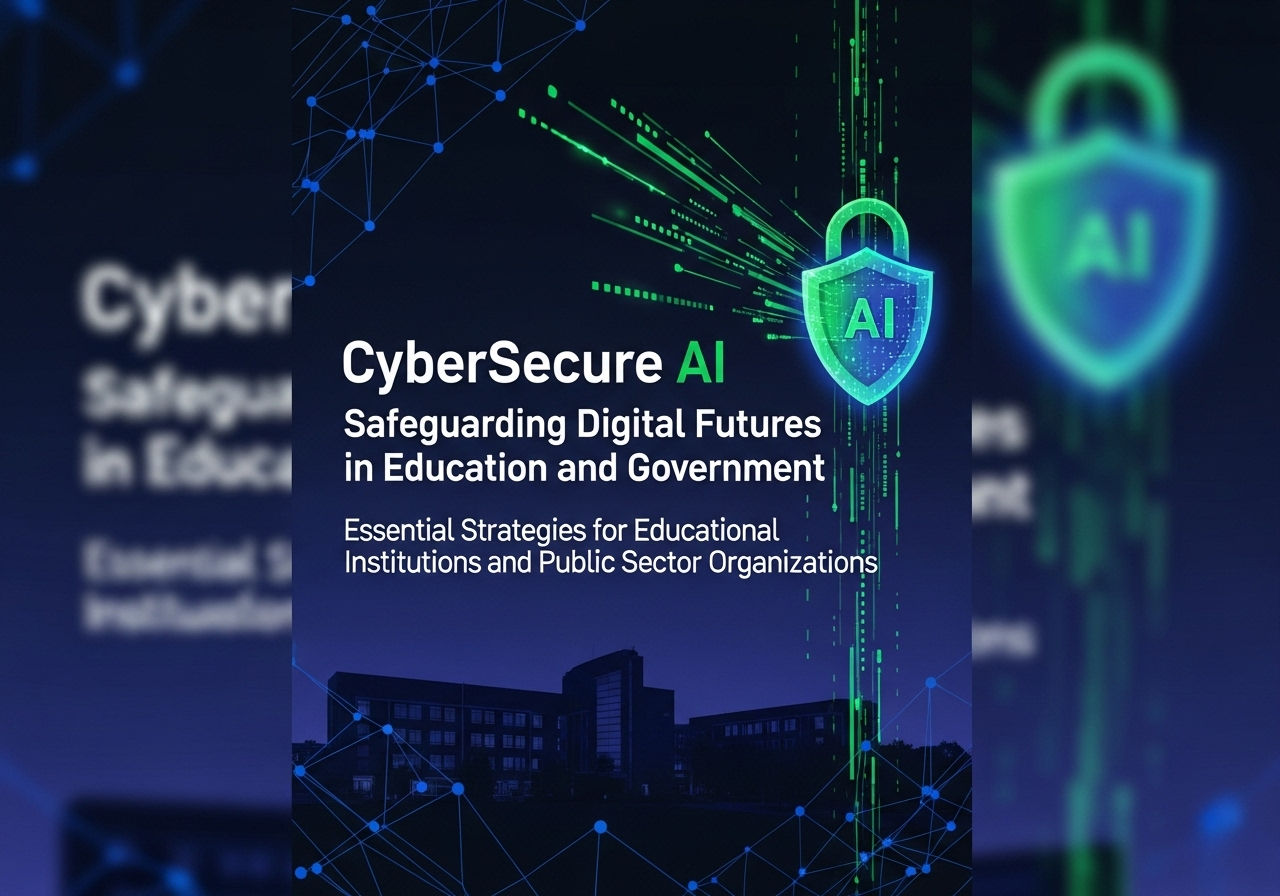 AI
CyberSecure AI
Safeguarding Digital Futures
in Education and Government
Essential Strategies for Educational
Institutions and Public Sector Organizations